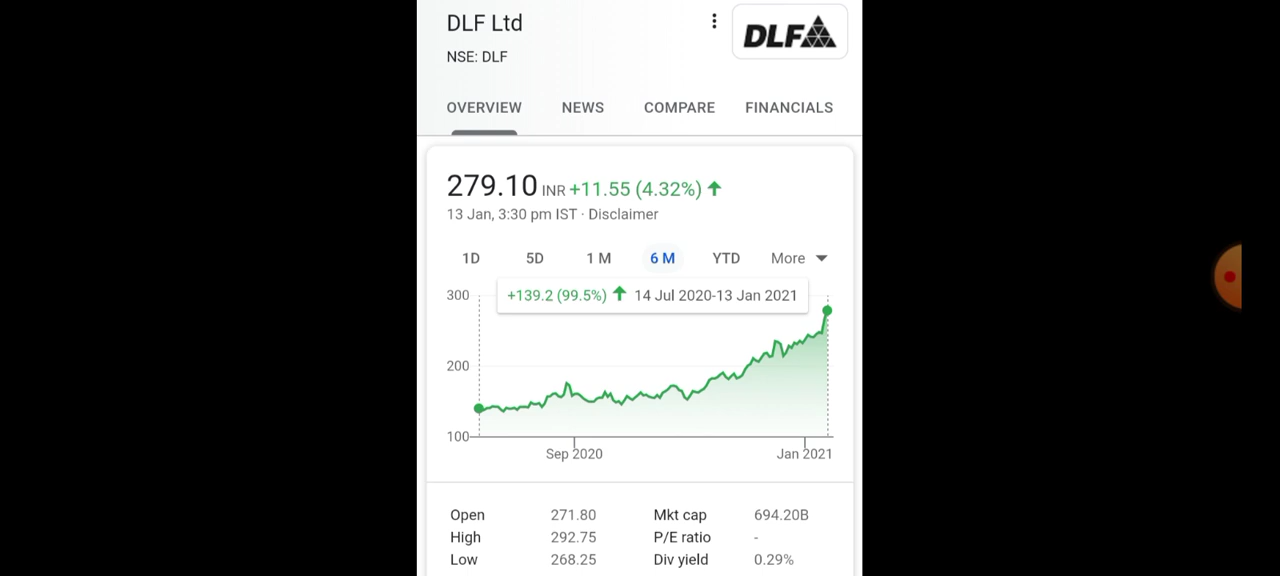 DLF Ltd
DLF
NSE: DLF
OVERVIEW NEWS COMPARE FINANCIALS
279.10 INR +11.55 (4.32%)
13 Jan, 3:30 pm IST · Disclaimer
1D 5D 1 M 6 M YTD More
+139.2 (99.5%) 14 Jul 2020-13 Jan 2021
300
200
100
Sep 2020 Jan 2021
Open 271.80 Mkt cap 694.20B
High 292.75 P/E ratio -
Low 268.25 Div yield 0.29%